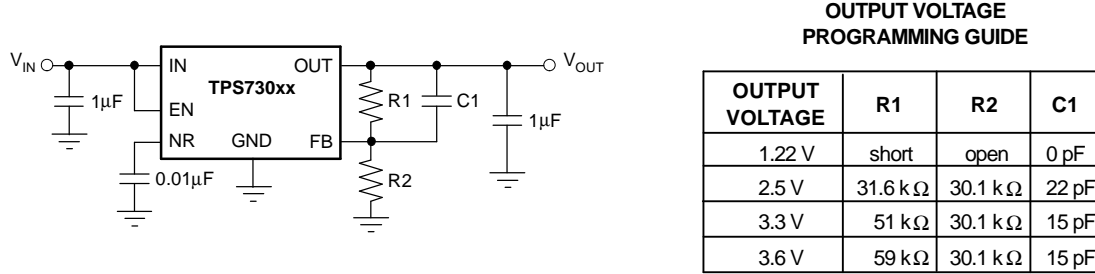 V_IN
1μF
IN
EN
NR
0.01μF
TPS730xx
GND
OUT
FB
R1
C1
R2
1μF
V_OUT
OUTPUT VOLTAGE
PROGRAMMING GUIDE
OUTPUT VOLTAGE R1 R2 C1
1.22 V short open 0 pF
2.5 V 31.6 kΩ 30.1 kΩ 22 pF
3.3 V 51 kΩ 30.1 kΩ 15 pF
3.6 V 59 kΩ 30.1 kΩ 15 pF